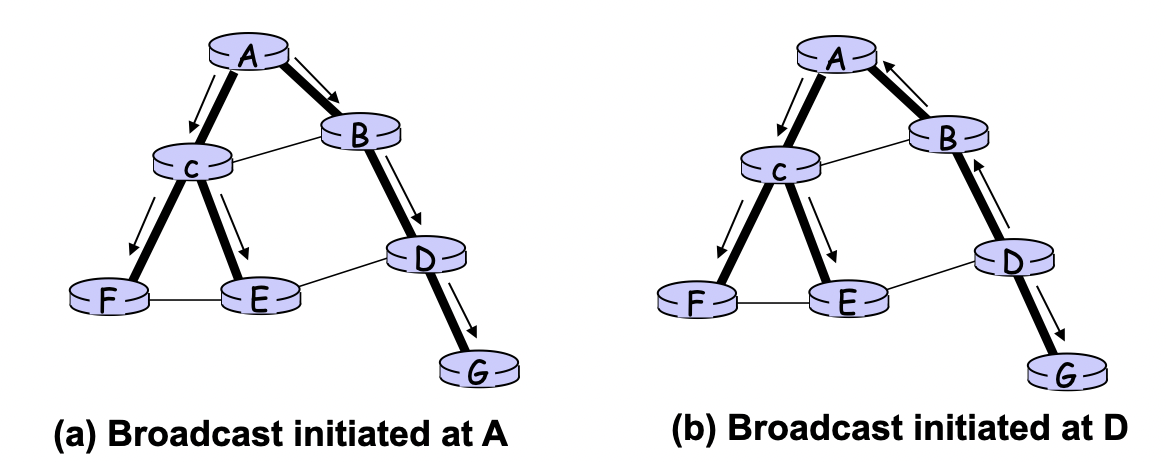 A
B
c
D
F
E
G
(a) Broadcast initiated at A
A
B
c
D
F
E
G
(b) Broadcast initiated at D